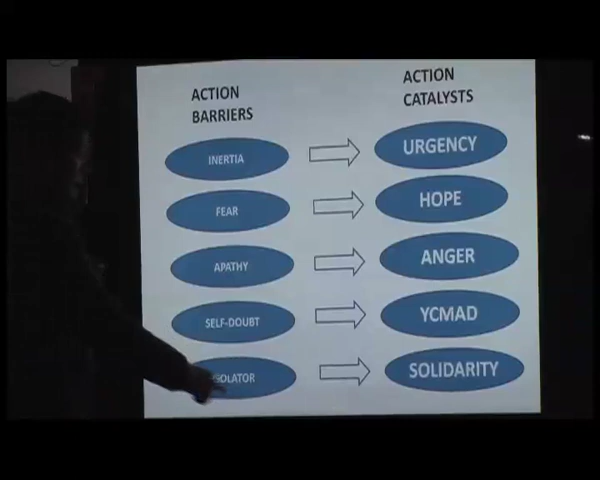 ACTION
BARRIERS
ACTION
CATALYSTS
INERTIA
URGENCY
FEAR
HOPE
APATHY
ANGER
SELF-DOUBT
YCMAD
SOLIDARITY